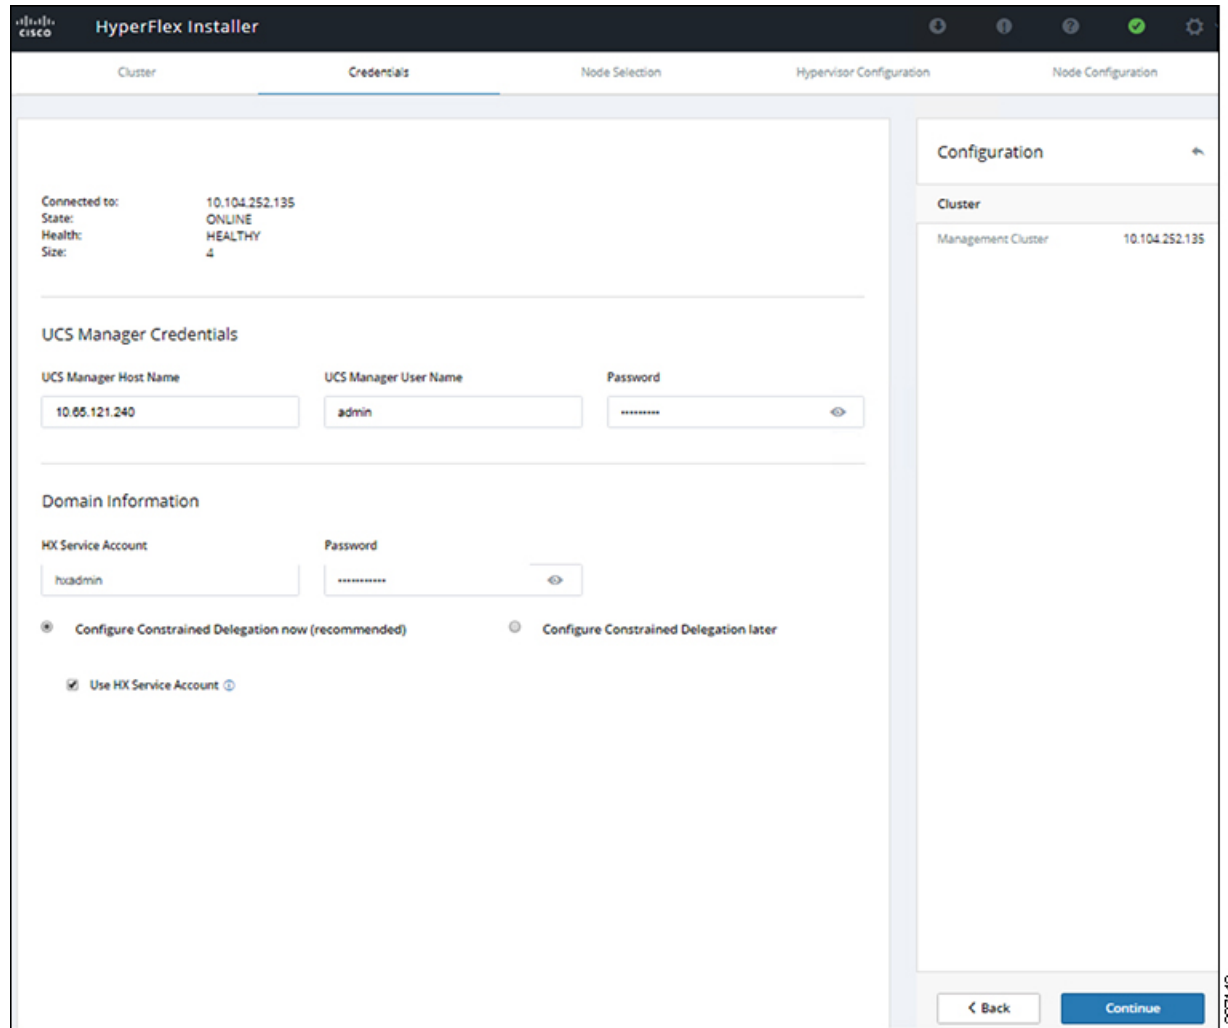 cisco HyperFlex Installer
Cluster Credentials Node Selection Hypervisor Configuration Node Configuration
Connected to: 10.104.252.135
State: ONLINE
Health: HEALTHY
Size: 4
UCS Manager Credentials
UCS Manager Host Name UCS Manager User Name Password
10.65.121.240 admin •••••••••
Domain Information
HX Service Account Password
hxadmin •••••••••••
Configure Constrained Delegation now (recommended) Configure Constrained Delegation later
Use HX Service Account
Configuration
Cluster
Management Cluster 10.104.252.135
< Back Continue